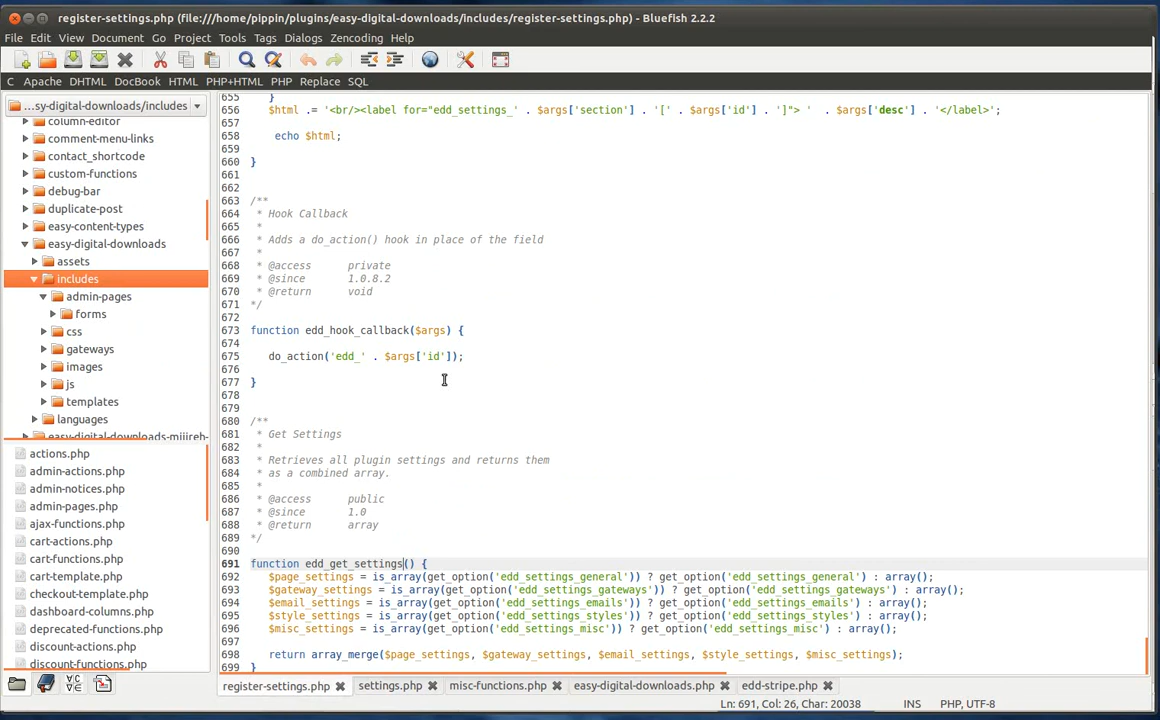 register-settings.php (file:///home/pippin/plugins/easy-digital-downloads/includes/register-settings.php) - Bluefish 2.2.2
File Edit View Document Go Project Tools Tags Dialogs Zencoding Help
C Apache DHTML DocBook HTML PHP+HTML PHP Replace SQL
...sy-digital-downloads/includes
column-editor
comment-menu-links
contact_shortcode
custom-functions
debug-bar
duplicate-post
easy-content-types
easy-digital-downloads
assets
includes
admin-pages
forms
css
gateways
images
js
templates
languages
easy-digital-downloads-mijireh-
actions.php
admin-actions.php
admin-notices.php
admin-pages.php
ajax-functions.php
cart-actions.php
cart-functions.php
cart-template.php
checkout-template.php
dashboard-columns.php
deprecated-functions.php
discount-actions.php
discount-functions.php
655 }
656 $html .= '<br/><label for="edd_settings_' . $args['section'] . '[' . $args['id'] . ']"> ' . $args['desc'] . '</label>';
657
658 echo $html;
659
660 }
661
662
663 /**
664 * Hook Callback
665 *
666 * Adds a do_action() hook in place of the field
667 *
668 * @access private
669 * @since 1.0.8.2
670 * @return void
671 */
672
673 function edd_hook_callback($args) {
674
675 do_action('edd_' . $args['id']);
676
677 }
678
679
680 /**
681 * Get Settings
682 *
683 * Retrieves all plugin settings and returns them
684 * as a combined array.
685 *
686 * @access public
687 * @since 1.0
688 * @return array
689 */
690
691 function edd_get_settings() {
692 $page_settings = is_array(get_option('edd_settings_general')) ? get_option('edd_settings_general') : array();
693 $gateway_settings = is_array(get_option('edd_settings_gateways')) ? get_option('edd_settings_gateways') : array();
694 $email_settings = is_array(get_option('edd_settings_emails')) ? get_option('edd_settings_emails') : array();
695 $style_settings = is_array(get_option('edd_settings_styles')) ? get_option('edd_settings_styles') : array();
696 $misc_settings = is_array(get_option('edd_settings_misc')) ? get_option('edd_settings_misc') : array();
697
698 return array_merge($page_settings, $gateway_settings, $email_settings, $style_settings, $misc_settings);
699 }
register-settings.php settings.php misc-functions.php easy-digital-downloads.php edd-stripe.php
Ln: 691, Col: 26, Char: 20038 INS PHP, UTF-8